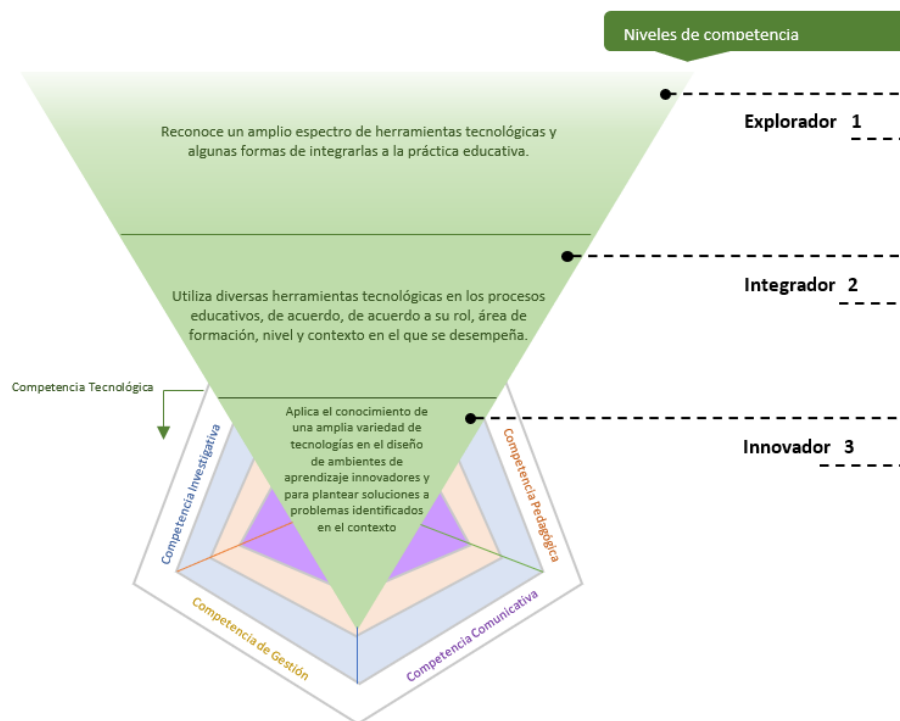 Niveles de competencia
Reconoce un amplio espectro de herramientas tecnológicas y
algunas formas de integrarlas a la práctica educativa.
Explorador 1
Utiliza diversas herramientas tecnológicas en los procesos
educativos, de acuerdo, de acuerdo a su rol, área de
formación, nivel y contexto en el que se desempeña.
Integrador 2
Competencia Tecnológica
Aplica el conocimiento de
una amplia variedad de
tecnologías en el diseño
de ambientes de
aprendizaje innovadores y
para plantear soluciones a
problemas identificados
en el contexto
Innovador 3
Competencia Investigativa
Competencia Pedagógica
Competencia de Gestión
Competencia Comunicativa